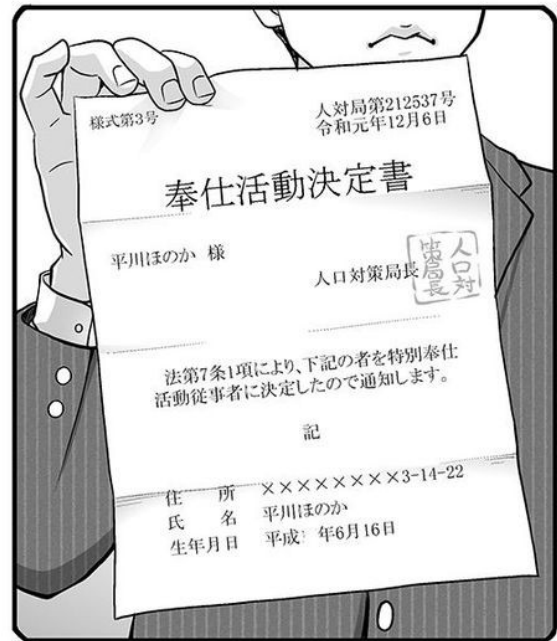 様式第3号
人対局第212537号
令和元年12月6日
奉仕活動決定書
平川ほのか 様
人口対策局長
人口対策局長
法第7条1項により、下記の者を特別奉仕
活動従事者に決定したので通知します。
記
住 所 ××××××××3-14-22
氏 名 平川ほのか
生年月日 平成 年6月16日